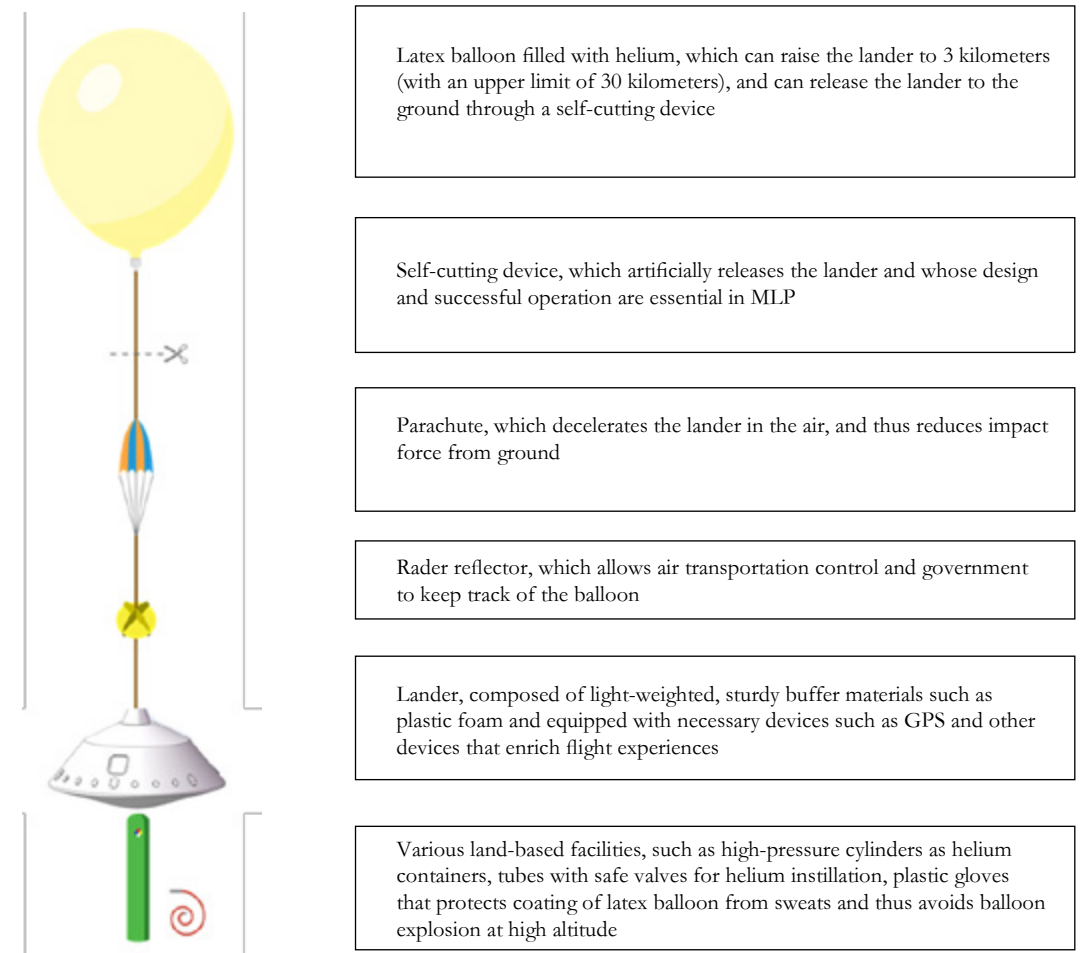 Latex balloon filled with helium, which can raise the lander to 3 kilometers
(with an upper limit of 30 kilometers), and can release the lander to the
ground through a self-cutting device
Self-cutting device, which artificially releases the lander and whose design
and successful operation are essential in MLP
Parachute, which decelerates the lander in the air, and thus reduces impact
force from ground
Rader reflector, which allows air transportation control and government
to keep track of the balloon
Lander, composed of light-weighted, sturdy buffer materials such as
plastic foam and equipped with necessary devices such as GPS and other
devices that enrich flight experiences
Various land-based facilities, such as high-pressure cylinders as helium
containers, tubes with safe valves for helium instillation, plastic gloves
that protects coating of latex balloon from sweats and thus avoids balloon
explosion at high altitude